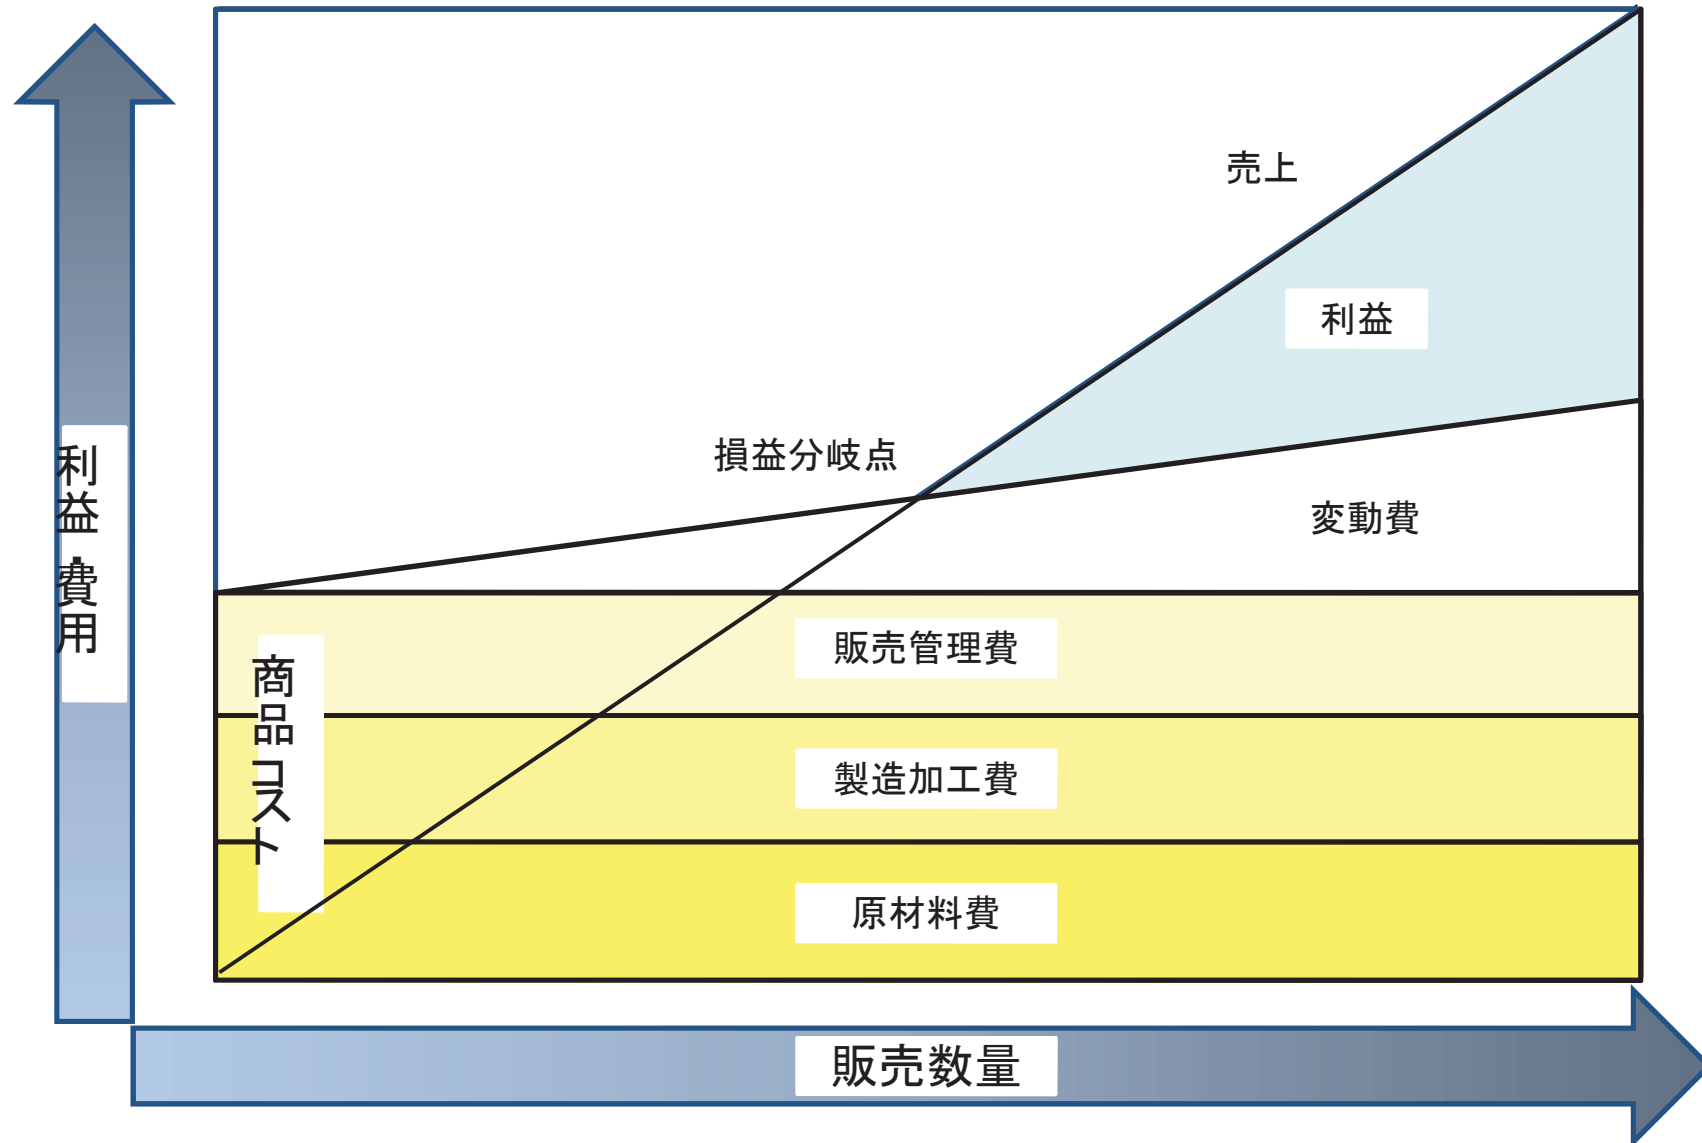 売上
利益
損益分岐点
変動費
利益・費用
販売管理費
商品コスト
製造加工費
原材料費
販売数量